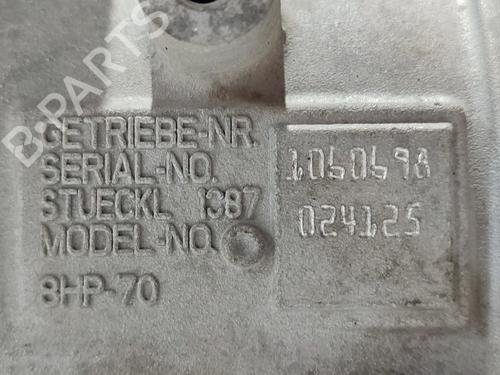 GETRIEBE-NR.
SERIAL-NO.
STUECKL 1387
MODEL-NO.
8HP-70
1060698
024125
B-PARTS